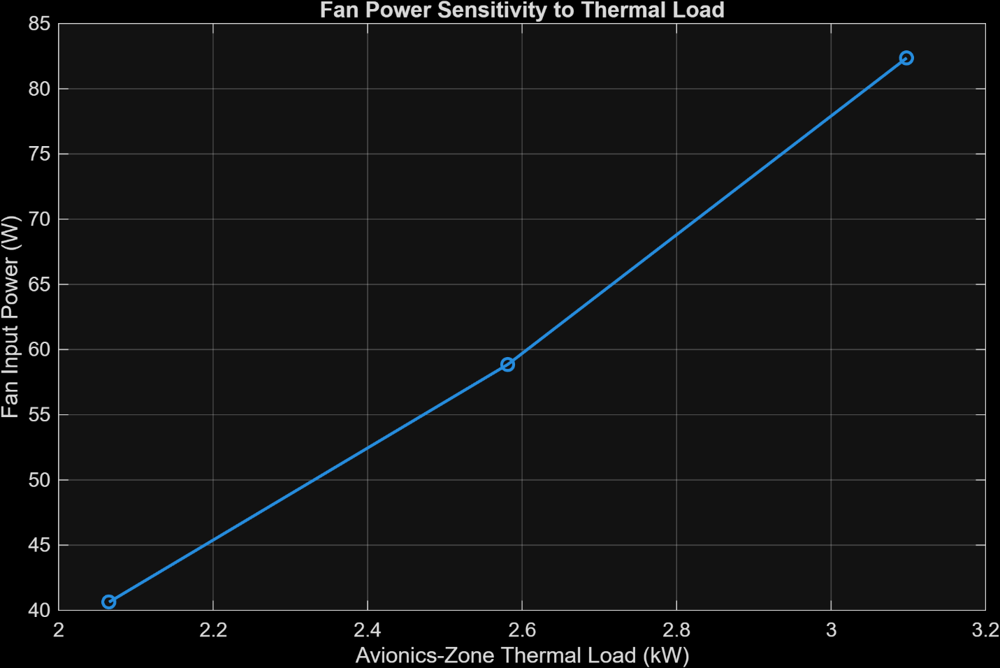 Fan Power Sensitivity to Thermal Load
85
80
75
70
65
60
55
50
45
40
Fan Input Power (W)
2 2.2 2.4 2.6 2.8 3 3.2
Avionics-Zone Thermal Load (kW)